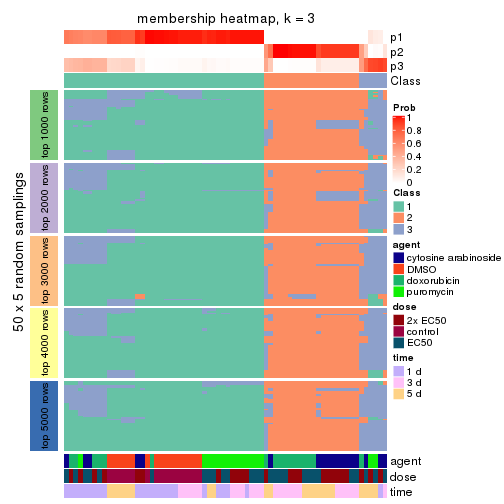 membership heatmap, k = 3
p1
p2
p3
Class
50 x 5 random samplings
top 1000 rows
top 2000 rows
top 3000 rows
top 4000 rows
top 5000 rows
agent
dose
time
Prob
1
0.8
0.6
0.4
0.2
0
Class
1
2
3
agent
cytosine arabinoside
DMSO
doxorubicin
puromycin
dose
2x EC50
control
EC50
time
1 d
3 d
5 d